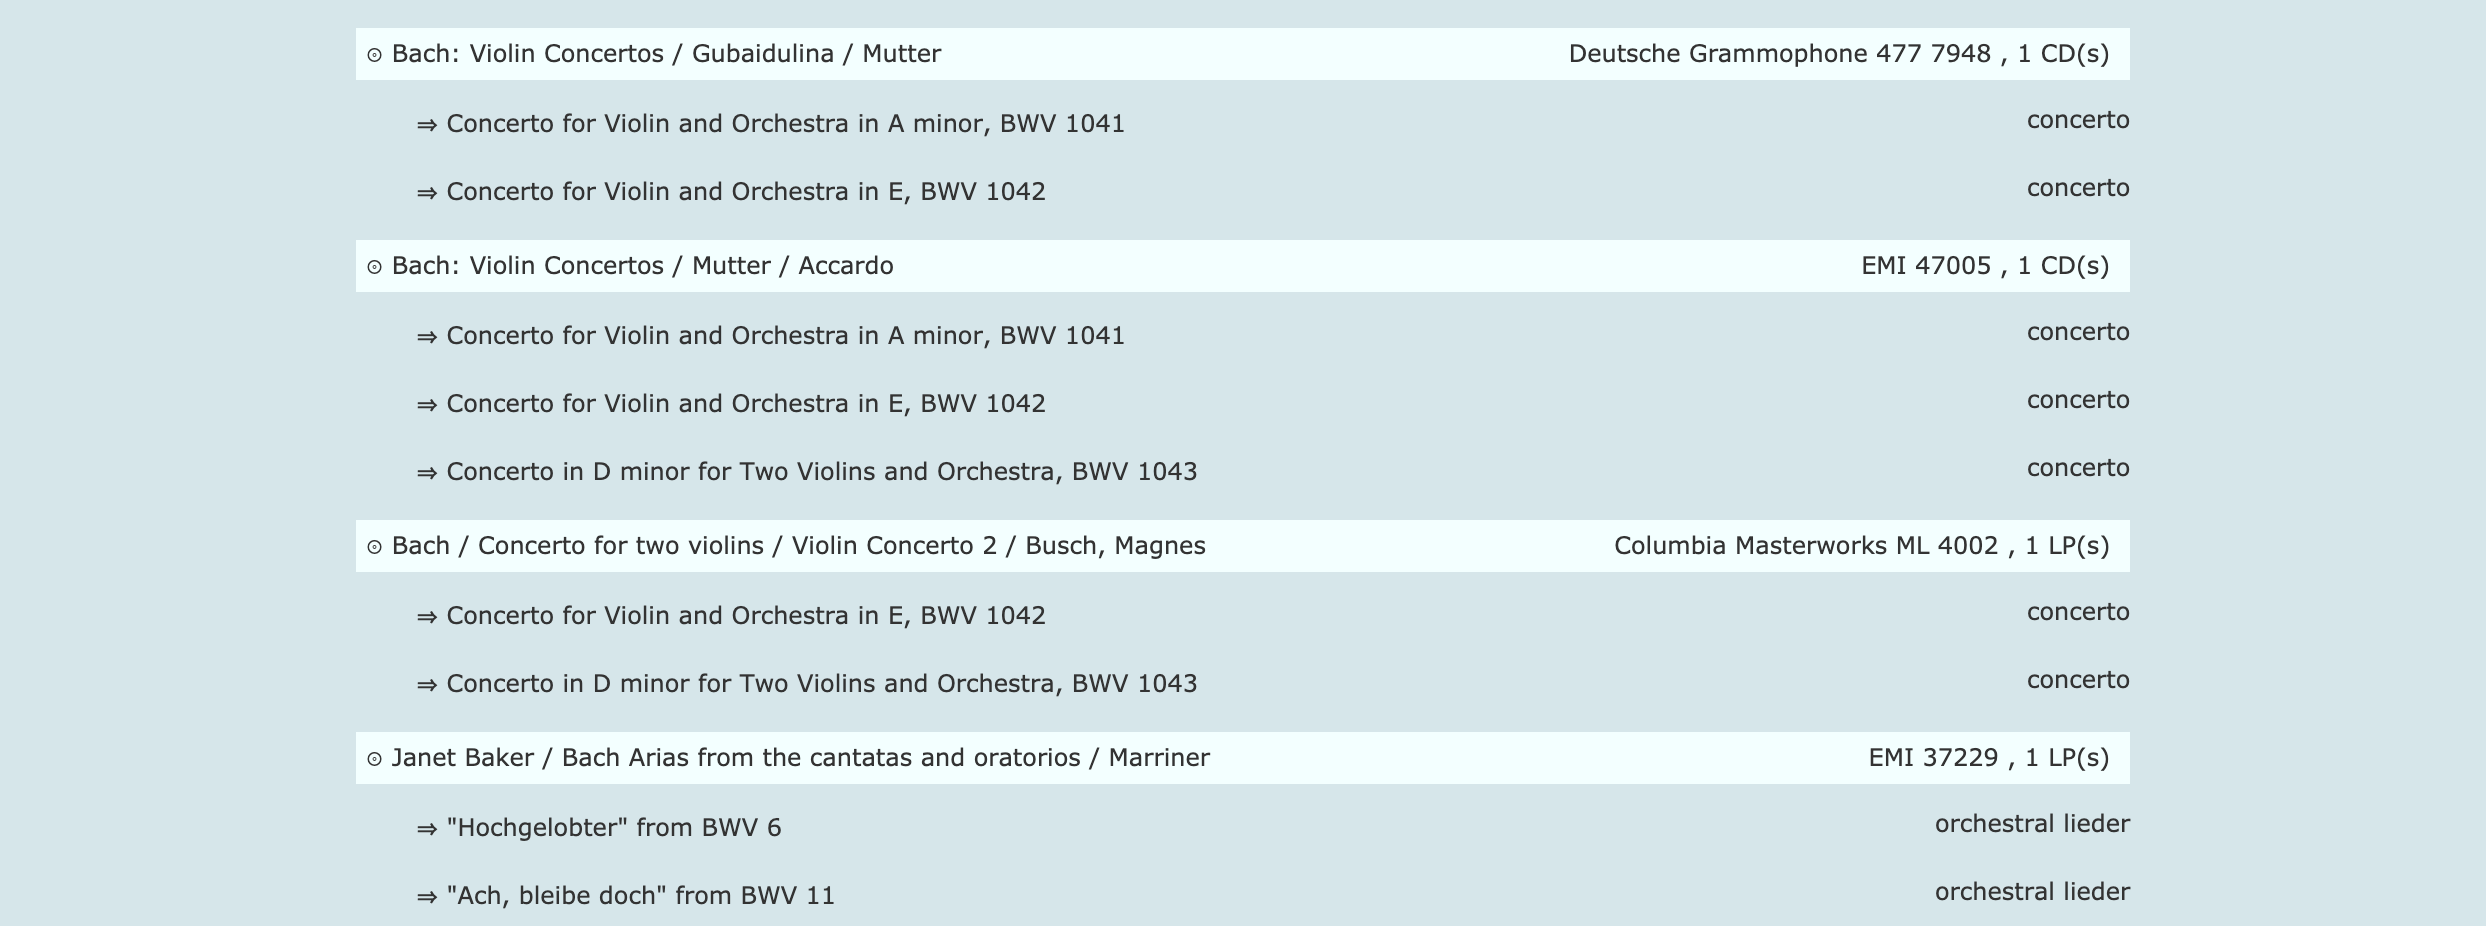 ⊙ Bach: Violin Concertos / Gubaidulina / Mutter Deutsche Grammophone 477 7948 , 1 CD(s)
⇒ Concerto for Violin and Orchestra in A minor, BWV 1041 concerto
⇒ Concerto for Violin and Orchestra in E, BWV 1042 concerto
⊙ Bach: Violin Concertos / Mutter / Accardo EMI 47005 , 1 CD(s)
⇒ Concerto for Violin and Orchestra in A minor, BWV 1041 concerto
⇒ Concerto for Violin and Orchestra in E, BWV 1042 concerto
⇒ Concerto in D minor for Two Violins and Orchestra, BWV 1043 concerto
⊙ Bach / Concerto for two violins / Violin Concerto 2 / Busch, Magnes Columbia Masterworks ML 4002 , 1 LP(s)
⇒ Concerto for Violin and Orchestra in E, BWV 1042 concerto
⇒ Concerto in D minor for Two Violins and Orchestra, BWV 1043 concerto
⊙ Janet Baker / Bach Arias from the cantatas and oratorios / Marriner EMI 37229 , 1 LP(s)
⇒ "Hochgelobter" from BWV 6 orchestral lieder
⇒ "Ach, bleibe doch" from BWV 11 orchestral lieder